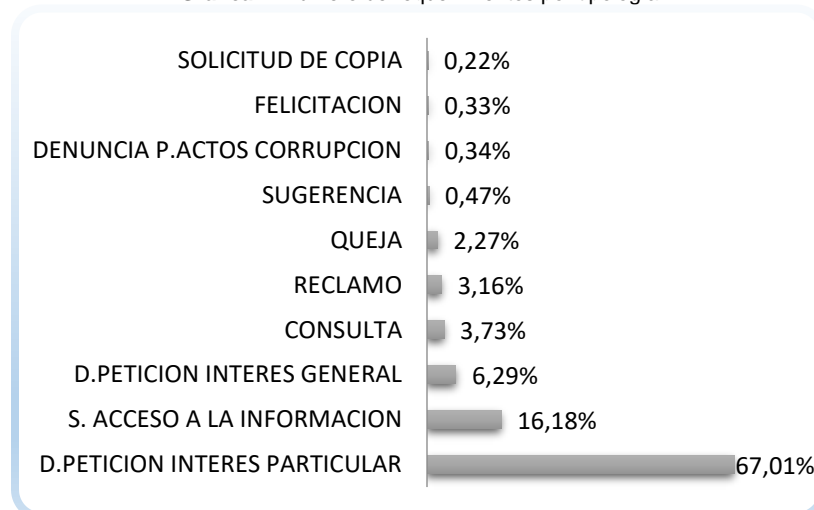 SOLICITUD DE COPIA 0,22%
FELICITACION 0,33%
DENUNCIA P.ACTOS CORRUPCION 0,34%
SUGERENCIA 0,47%
QUEJA 2,27%
RECLAMO 3,16%
CONSULTA 3,73%
D.PETICION INTERES GENERAL 6,29%
S. ACCESO A LA INFORMACION 16,18%
D.PETICION INTERES PARTICULAR 67,01%